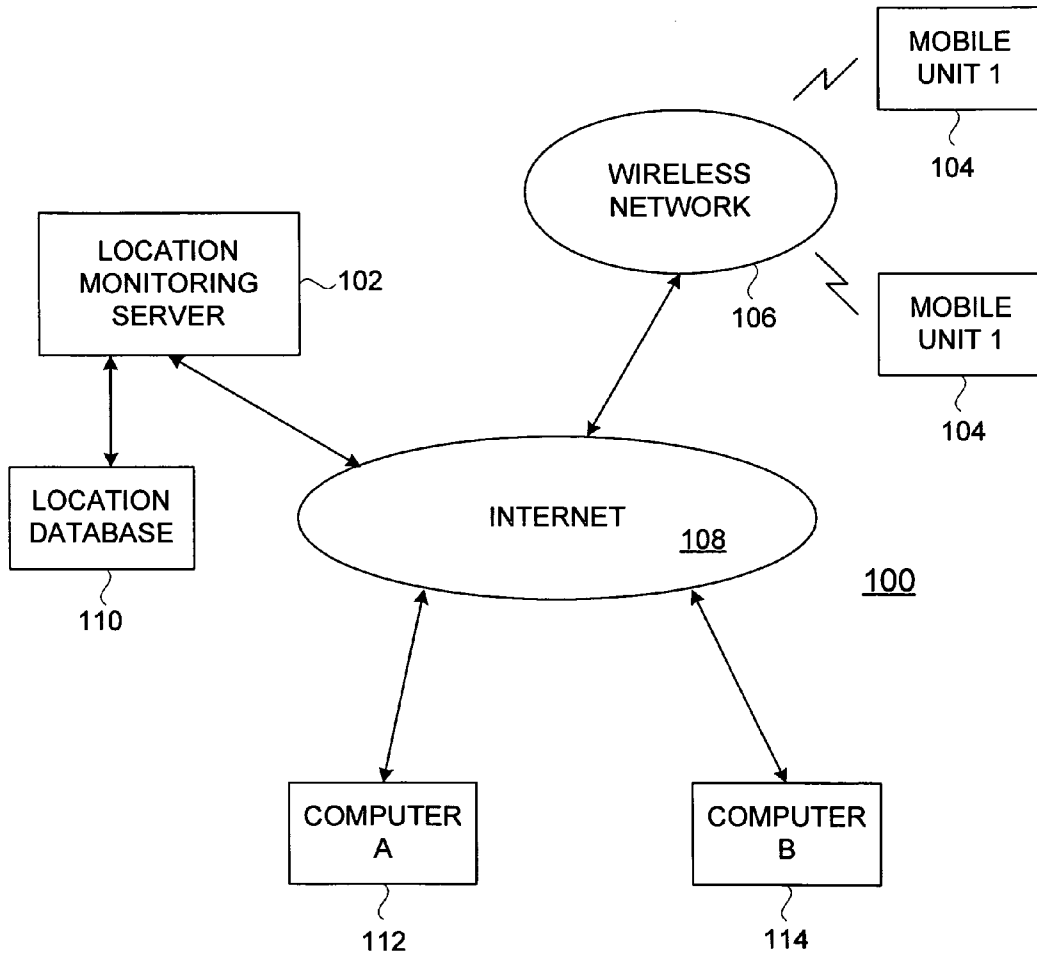 MOBILE
UNIT 1
104
WIRELESS
NETWORK
106
LOCATION
MONITORING
SERVER
102
MOBILE
UNIT 1
104
INTERNET
108
LOCATION
DATABASE
110
100
COMPUTER
A
112
COMPUTER
B
114